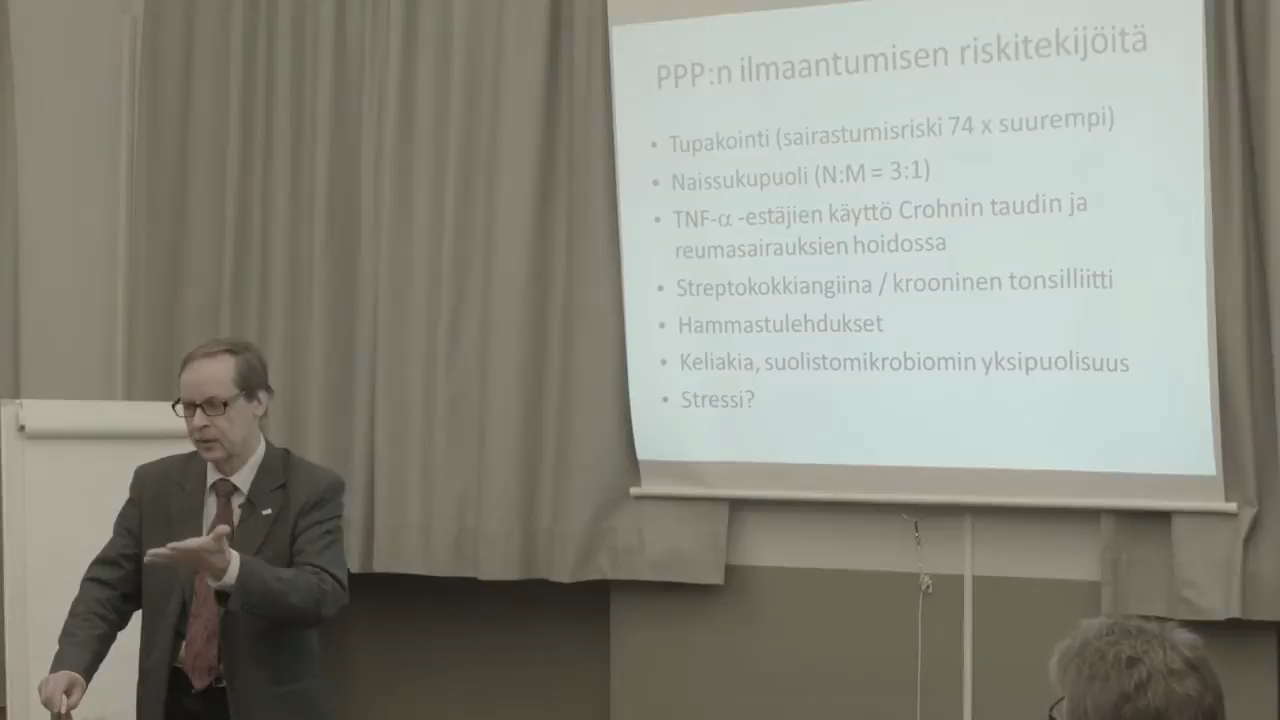 PPP:n ilmaantumisen riskitekijöitä
• Tupakointi (sairastumisriski 74 x suurempi)
• Naissukupuoli (N:M = 3:1)
• TNF-α -estäjien käyttö Crohnin taudin ja
reumasairauksien hoidossa
• Streptokokkiangiina / krooninen tonsilliitti
• Hammastulehdukset
• Keliakia, suolistomikrobiomin yksipuolisuus
• Stressi?